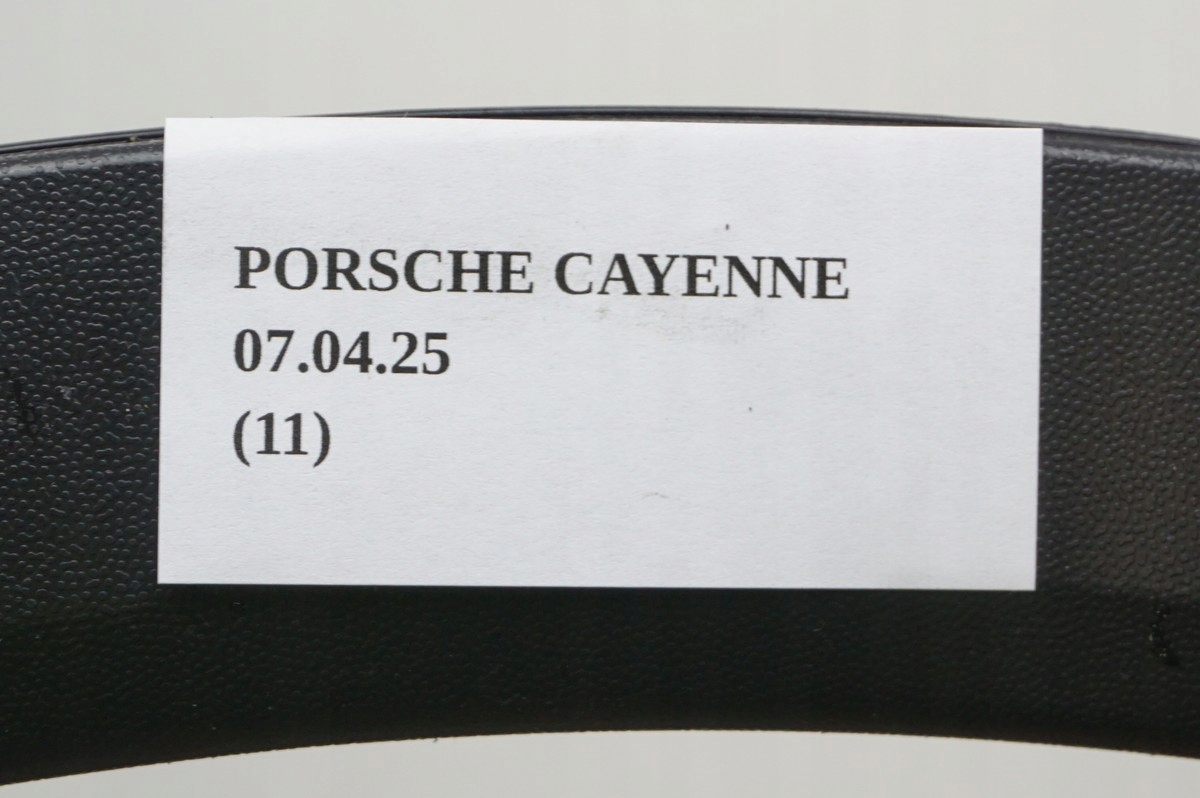 PORSCHE CAYENNE
07.04.25
(11)